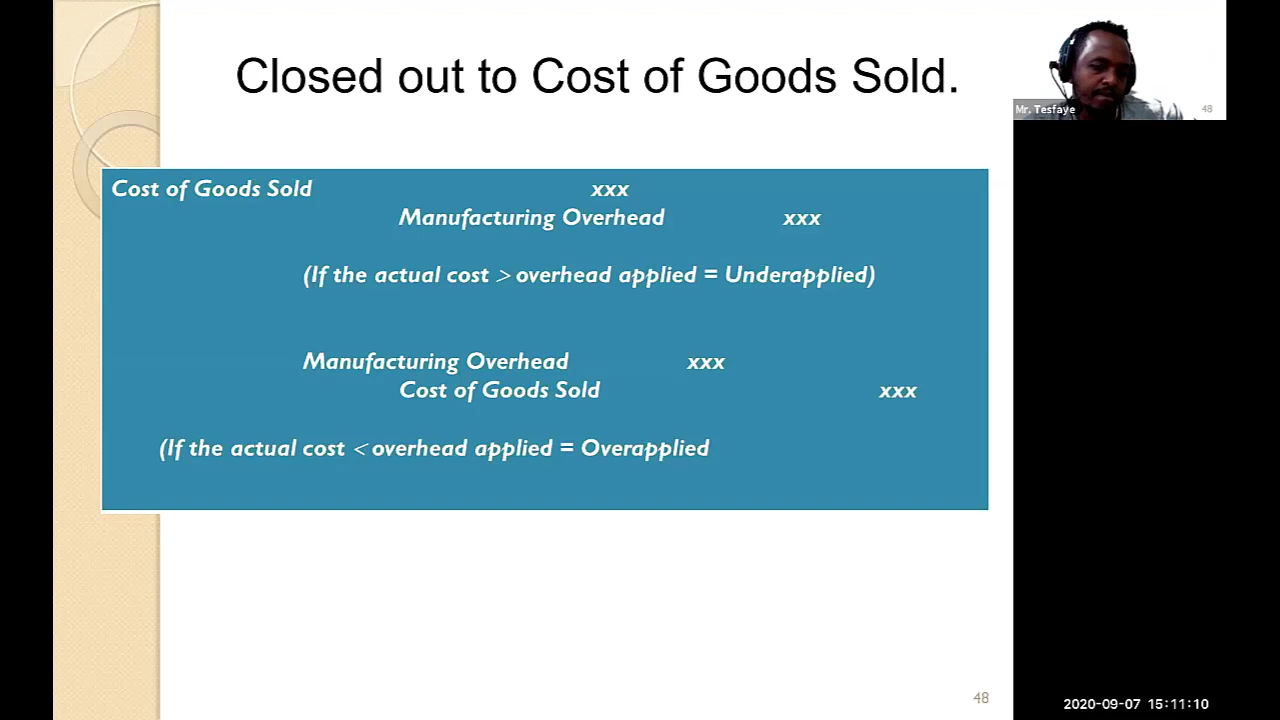 Closed out to Cost of Goods Sold.
Mr. Tesfaye
48
Cost of Goods Sold xxx
Manufacturing Overhead xxx
(If the actual cost > overhead applied = Underapplied)
Manufacturing Overhead xxx
Cost of Goods Sold xxx
(If the actual cost < overhead applied = Overapplied
48
2020-09-07 15:11:10